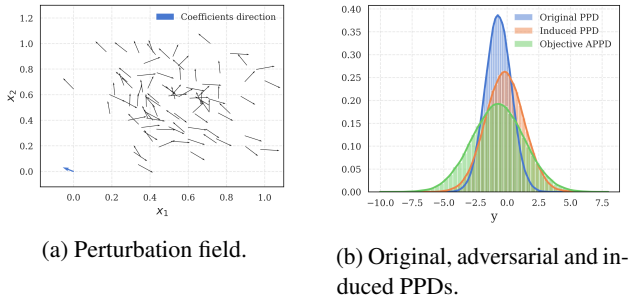 Coefficients direction
1.2
1.0
0.8
0.6
0.4
0.2
0.0
x₂
0.0 0.2 0.4 0.6 0.8 1.0
x₁
(a) Perturbation field.
Original PPD
Induced PPD
Objective APPD
0.40
0.35
0.30
0.25
0.20
0.15
0.10
0.05
0.00
-10.0 -7.5 -5.0 -2.5 0.0 2.5 5.0 7.5
y
(b) Original, adversarial and in-
duced PPDs.